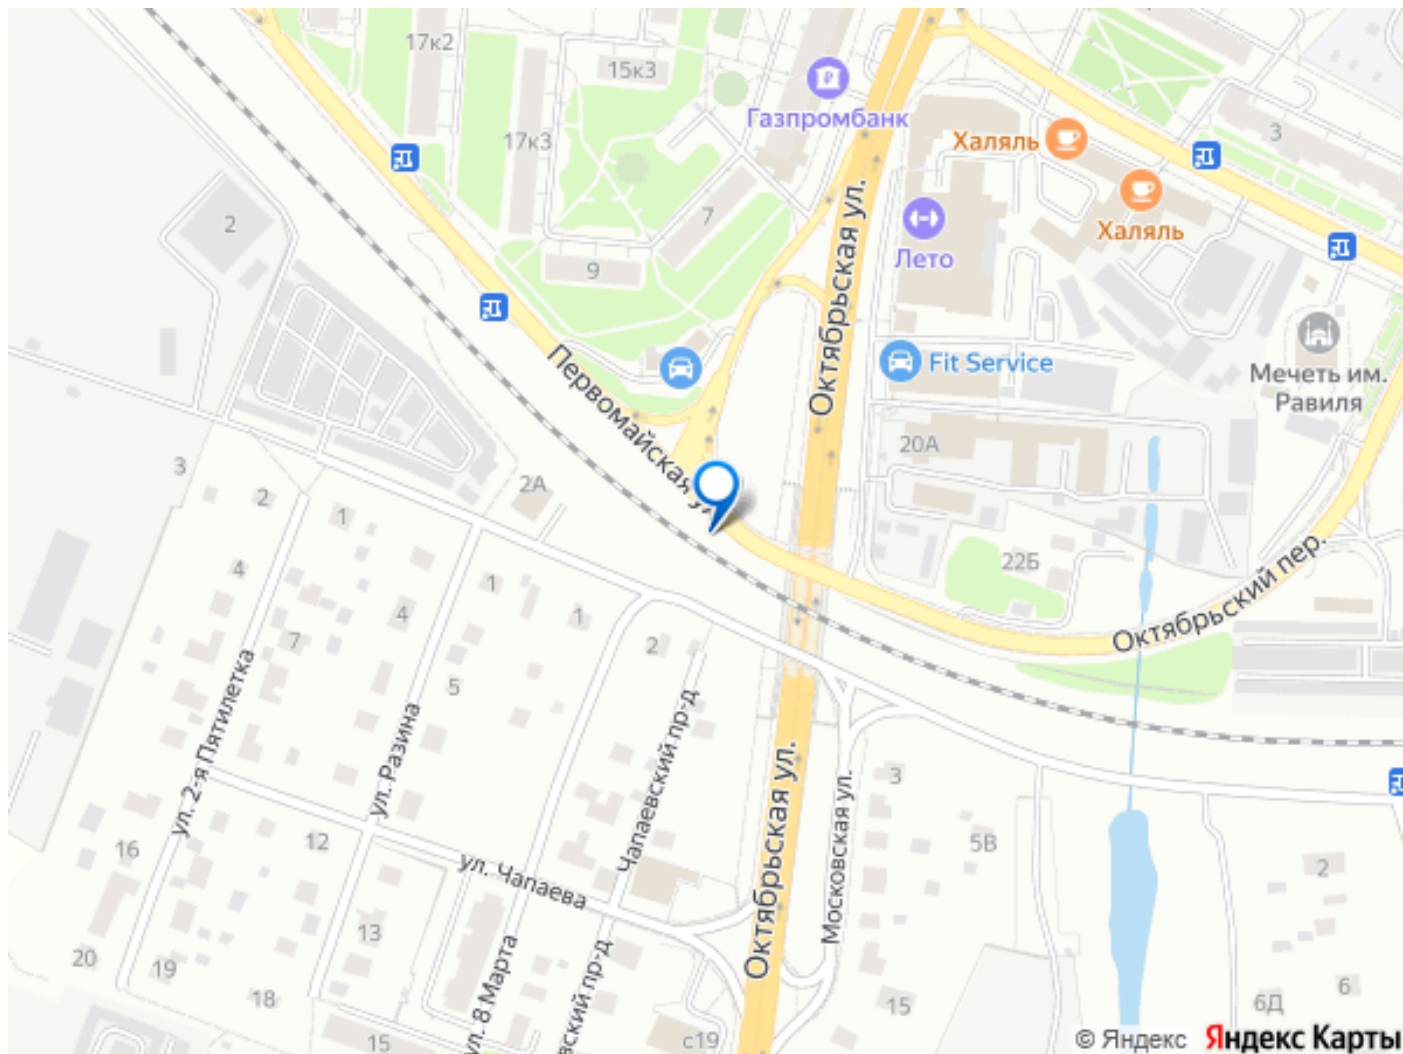 17к2
15к3
Газпромбанк
Халяль
3
17к3
Халяль
2
7
Лето
9
Октябрьская ул.
Первомайская у
Fit Service
Мечеть им.
Равиля
20А
3
2
1
2А
22Б
4
1
4
1
7
2
5
Октябрьский пер.
ул. 2-я Пятилетка
ул. Разина
Чапаевский пр-д
Октябрьская ул.
Московская ул.
3
16
12
5В
2
ул. Чапаева
13
20
19
18
ул. 8 Марта
вский пр-д
15
6Д
6
15
с19
© Яндекс Яндекс Карты